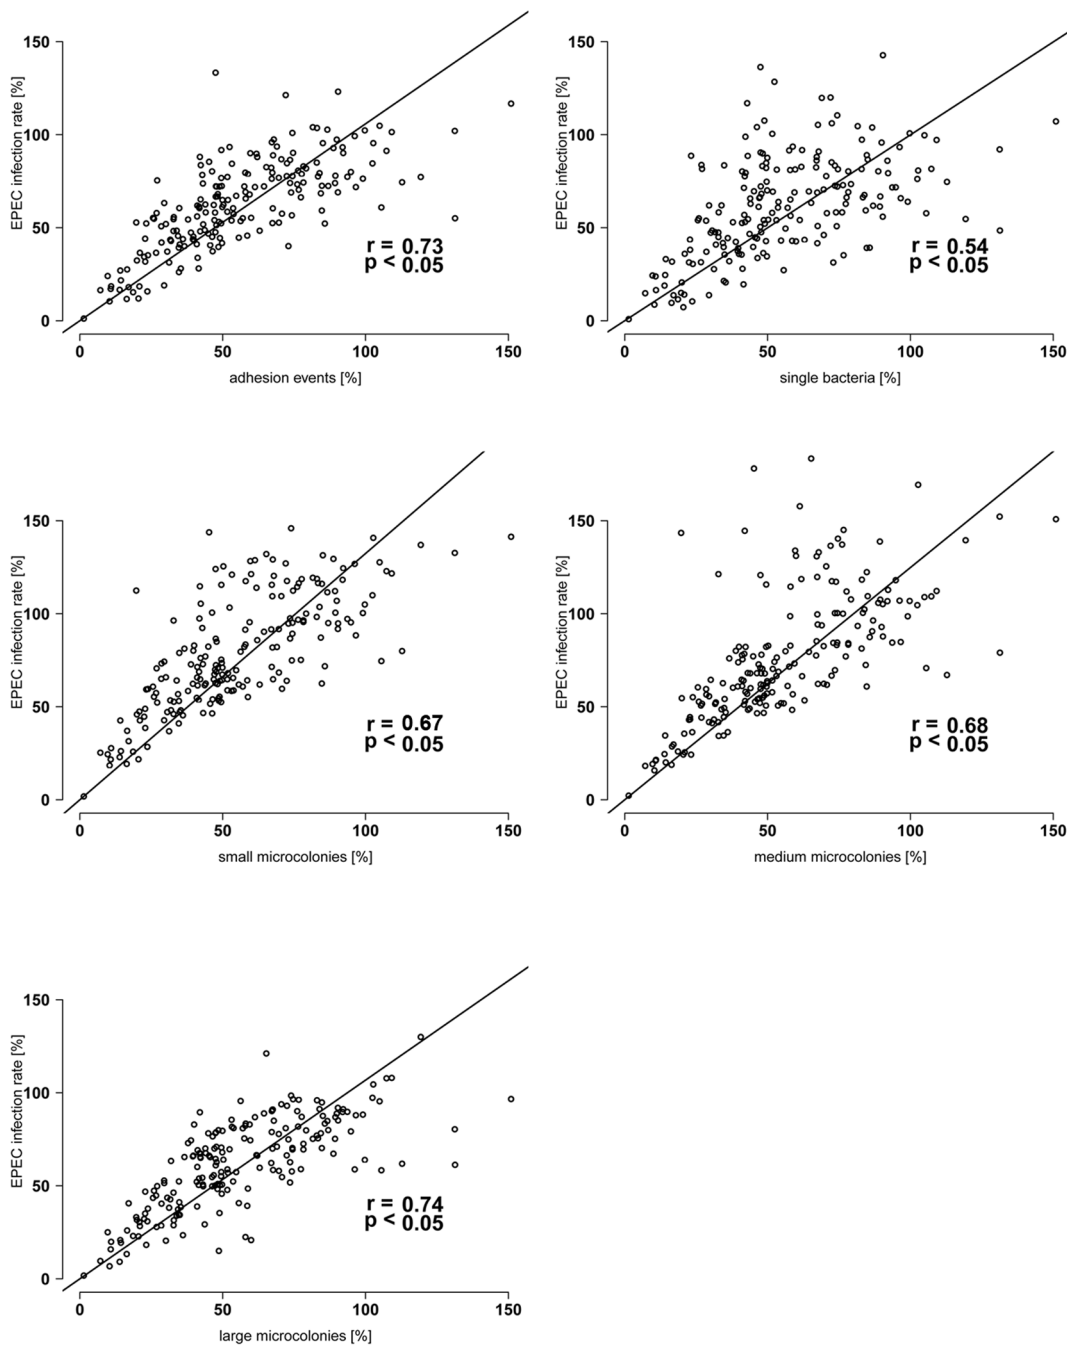 150
100
50
0
EPEC infection rate [%]
0 50 100 150
adhesion events [%]
r = 0.73
p < 0.05
150
100
50
0
EPEC infection rate [%]
0 50 100 150
single bacteria [%]
r = 0.54
p < 0.05
150
100
50
0
EPEC infection rate [%]
0 50 100 150
small microcolonies [%]
r = 0.67
p < 0.05
150
100
50
0
EPEC infection rate [%]
0 50 100 150
medium microcolonies [%]
r = 0.68
p < 0.05
150
100
50
0
EPEC infection rate [%]
0 50 100 150
large microcolonies [%]
r = 0.74
p < 0.05